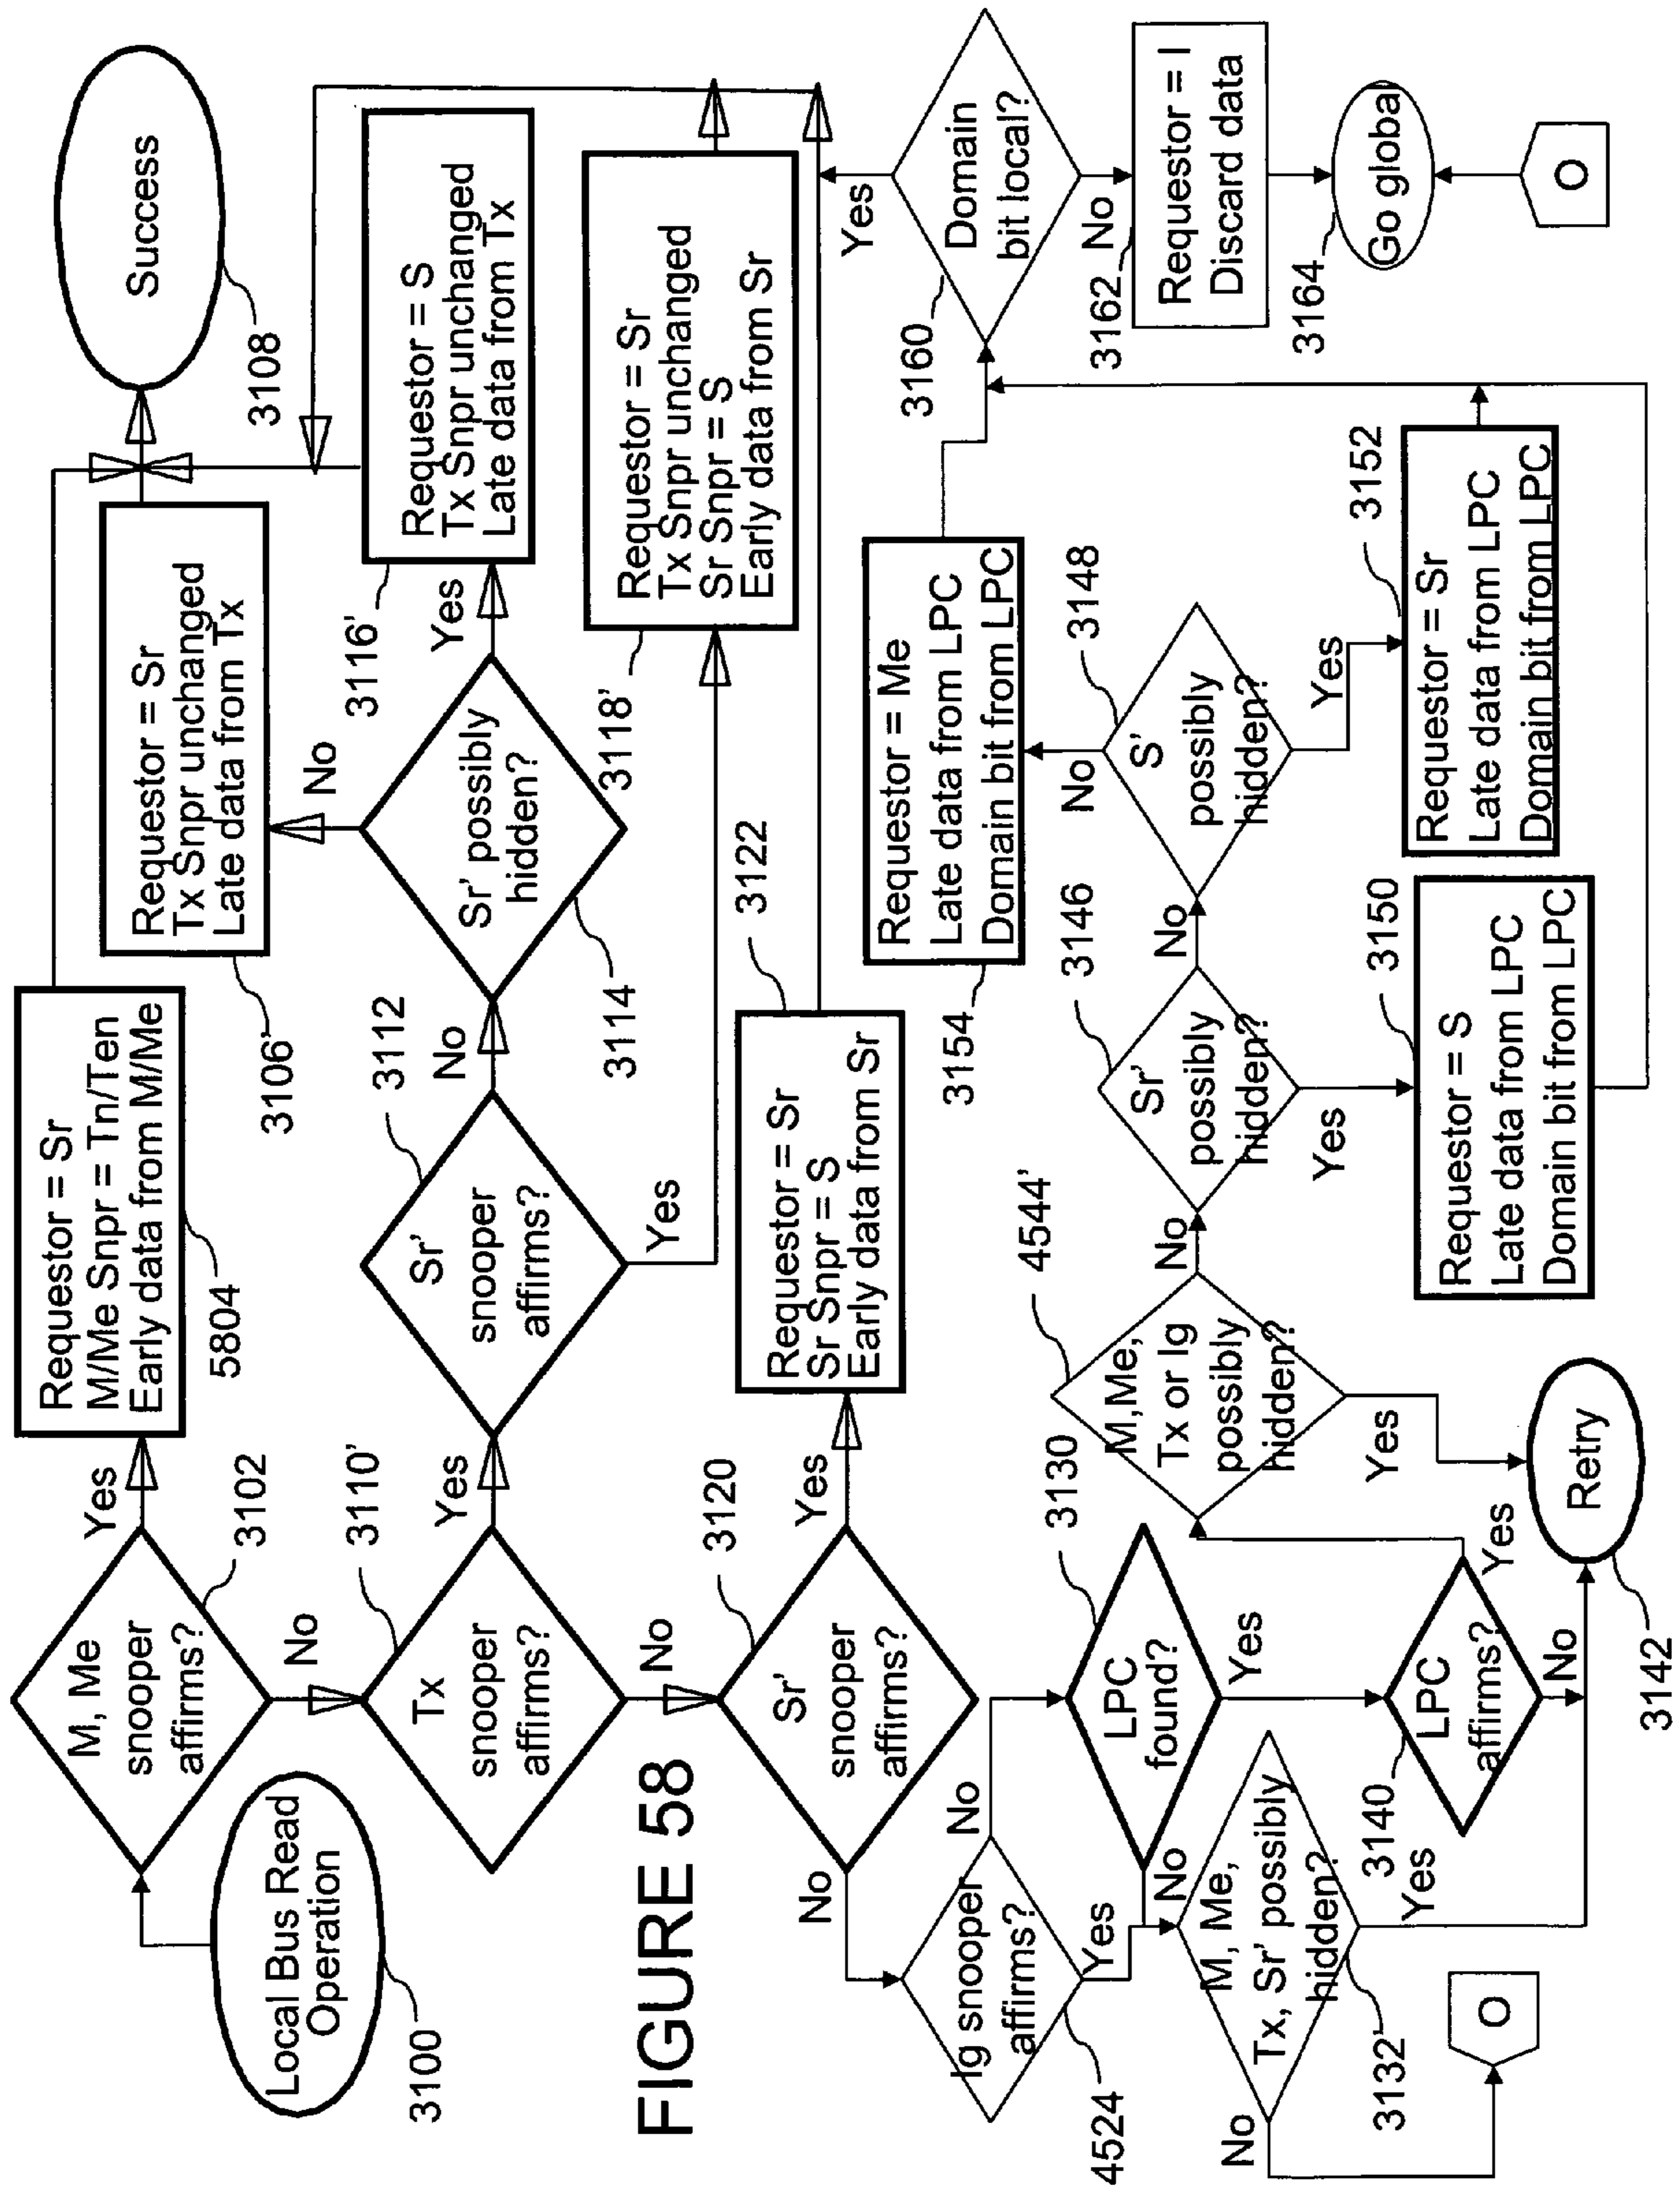 Local Bus Read
Operation
3100
M, Me
snooper
affirms?
3102
Yes
No
Requestor = Sr
M/Me Snpr = Tn/Ten
Early data from M/Me
5804
Success
3108
Tx
snooper
affirms?
3110'
Yes
No
Sr'
snooper
affirms?
3112
No
Yes
Sr' possibly
hidden?
3114
No
Yes
Requestor = Sr
Tx Snpr unchanged
Late data from Tx
3106'
Requestor = S
Tx Snpr unchanged
Late data from Tx
3116'
Requestor = Sr
Tx Snpr unchanged
Sr Snpr = S
Early data from Sr
3118'
Sr'
snooper
affirms?
3120
Yes
No
Requestor = Sr
Sr Snpr = S
Early data from Sr
3122
Ig snooper
affirms?
4524
No
Yes
LPC
found?
3130
No
Yes
M, Me,
Tx, Sr' possibly
hidden?
3132'
No
Yes
O
LPC
affirms?
3140
Yes
No
Retry
3142
M,Me,
Tx or Ig
possibly
hidden?
4544'
No
Yes
Sr'
possibly
hidden?
3146
No
Yes
S'
possibly
hidden?
3148
No
Yes
Requestor = S
Late data from LPC
Domain bit from LPC
3150
Requestor = Sr
Late data from LPC
Domain bit from LPC
3152
Requestor = Me
Late data from LPC
Domain bit from LPC
3154
Domain
bit local?
3160
Yes
No
Requestor = I
Discard data
3162
Go global
3164
O
FIGURE 58